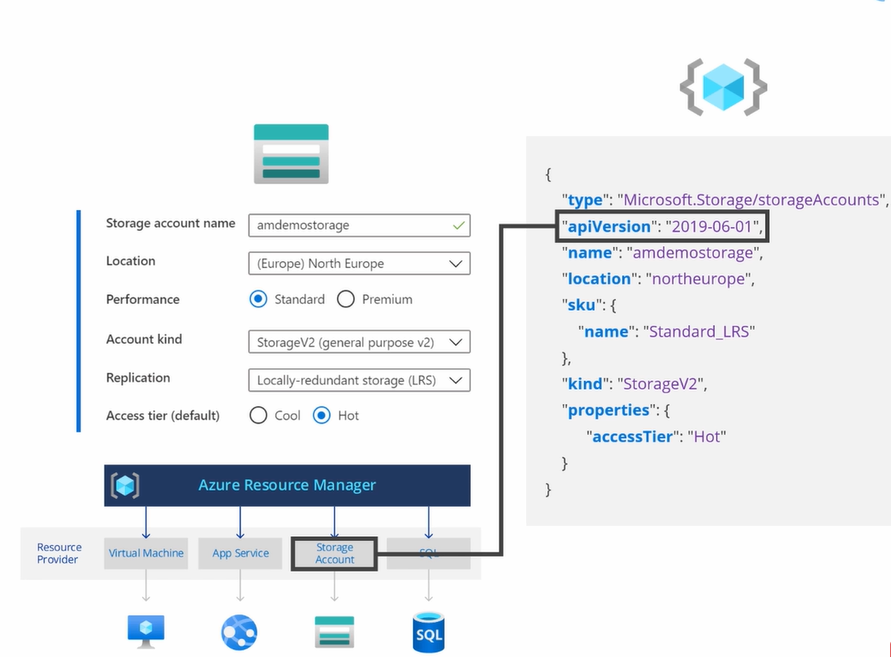 Storage account name
amdemostorage
Location
(Europe) North Europe
Performance
Standard
Premium
Account kind
StorageV2 (general purpose v2)
Replication
Locally-redundant storage (LRS)
Access tier (default)
Cool
Hot
Azure Resource Manager
Resource
Provider
Virtual Machine
App Service
Storage
Account
SQL
SQL
{
"type": "Microsoft.Storage/storageAccounts",
"apiVersion": "2019-06-01",
"name": "amdemostorage",
"location": "northeurope",
"sku": {
"name": "Standard_LRS"
},
"kind": "StorageV2",
"properties": {
"accessTier": "Hot"
}
}